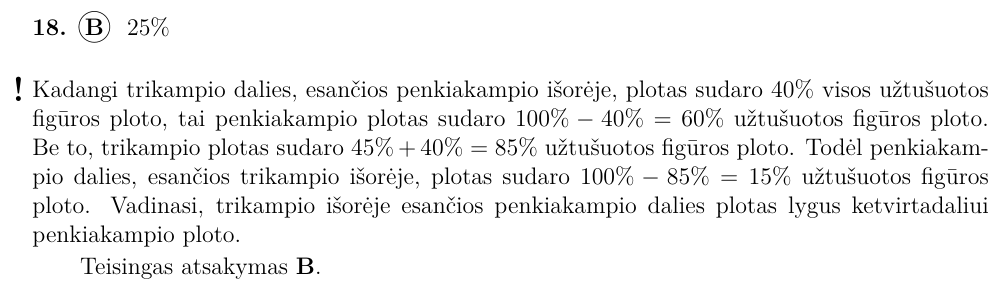 18. B 25%
! Kadangi trikampio dalies, esančios penkiakampio išorėje, plotas sudaro 40% visos užtušuotos
figūros ploto, tai penkiakampio plotas sudaro 100% − 40% = 60% užtušuotos figūros ploto.
Be to, trikampio plotas sudaro 45% + 40% = 85% užtušuotos figūros ploto. Todėl penkiakam-
pio dalies, esančios trikampio išorėje, plotas sudaro 100% − 85% = 15% užtušuotos figūros
ploto. Vadinasi, trikampio išorėje esančios penkiakampio dalies plotas lygus ketvirtadaliui
penkiakampio ploto.
Teisingas atsakymas B.